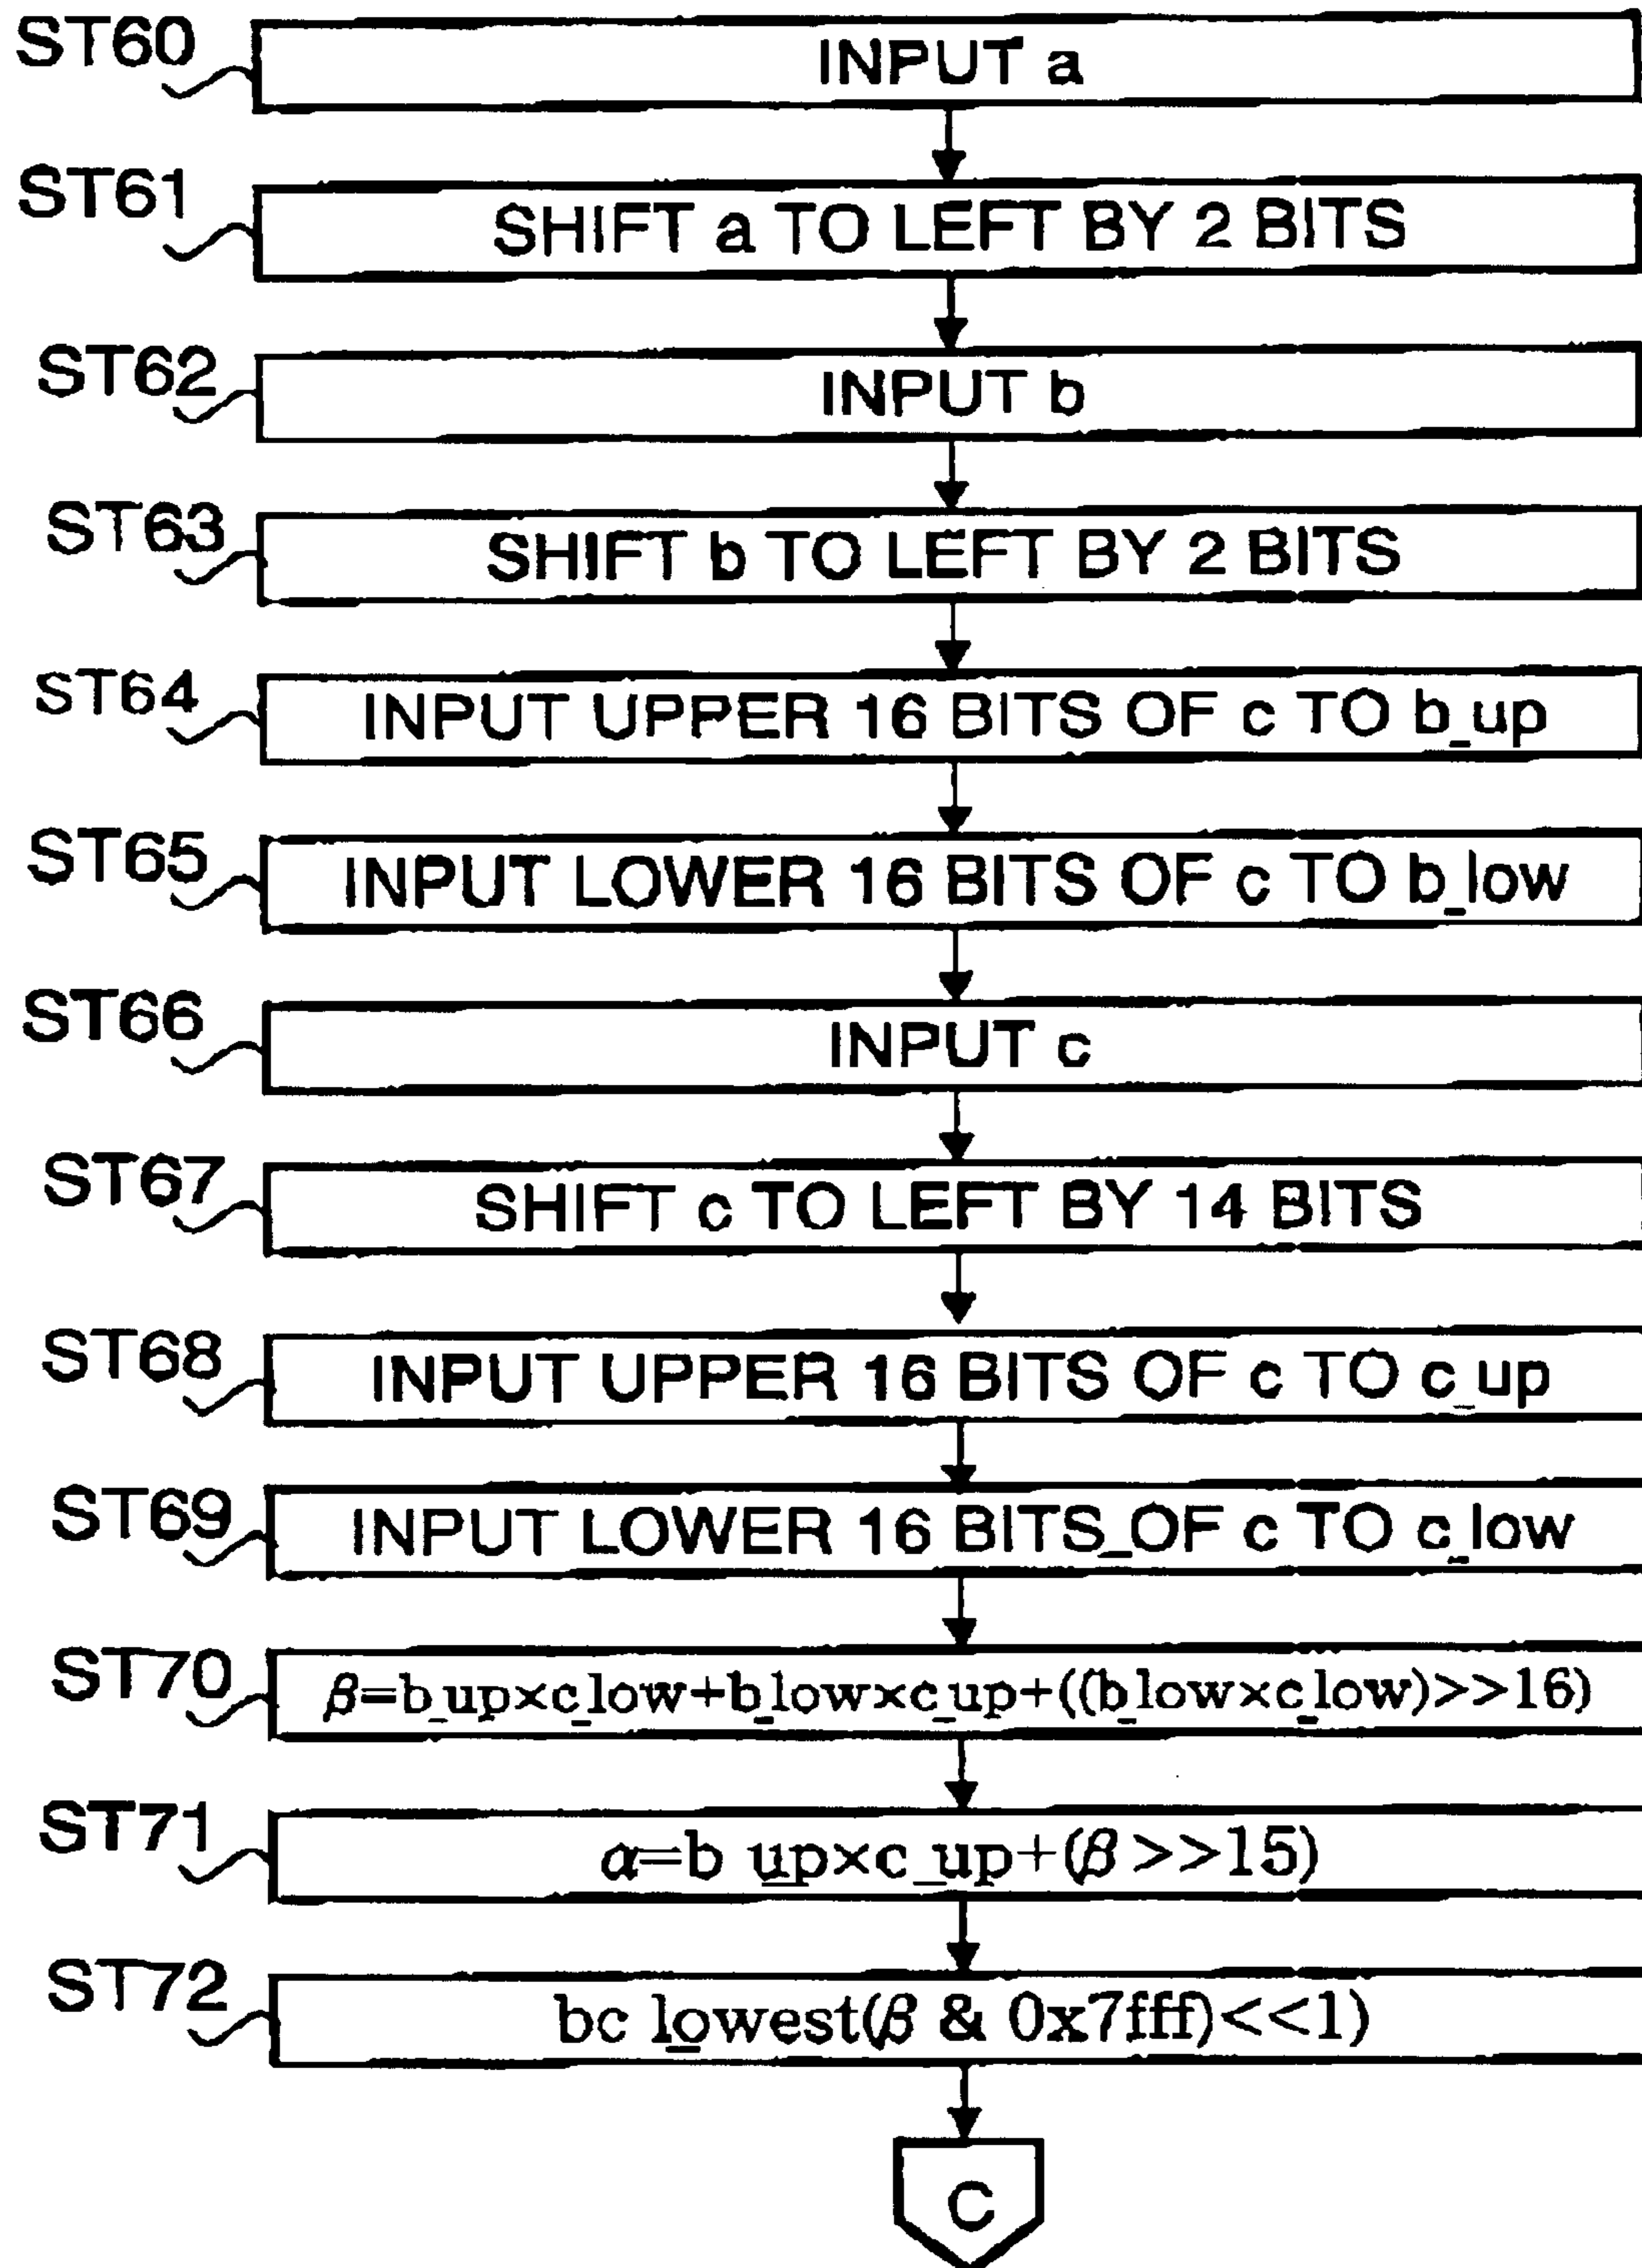 ST60
INPUT a
ST61
SHIFT a TO LEFT BY 2 BITS
ST62
INPUT b
ST63
SHIFT b TO LEFT BY 2 BITS
ST64
INPUT UPPER 16 BITS OF c TO b_up
ST65
INPUT LOWER 16 BITS OF c TO b_low
ST66
INPUT c
ST67
SHIFT c TO LEFT BY 14 BITS
ST68
INPUT UPPER 16 BITS OF c TO c_up
ST69
INPUT LOWER 16 BITS_OF c TO c_low
ST70
β=b_up×c_low+b_low×c_up+((b_low×c_low)>>16)
ST71
α=b up×c_up+(β>>15)
ST72
bc lowest(β & 0x7fff)<<1)
C